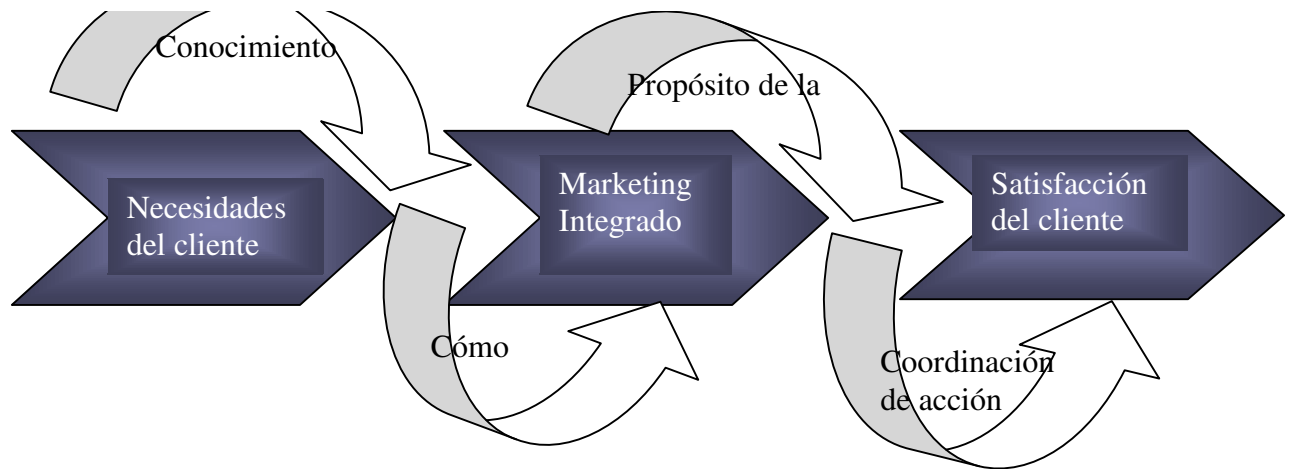 Conocimiento
Propósito de la
Necesidades
del cliente
Marketing
Integrado
Satisfacción
del cliente
Cómo
Coordinación
de acción